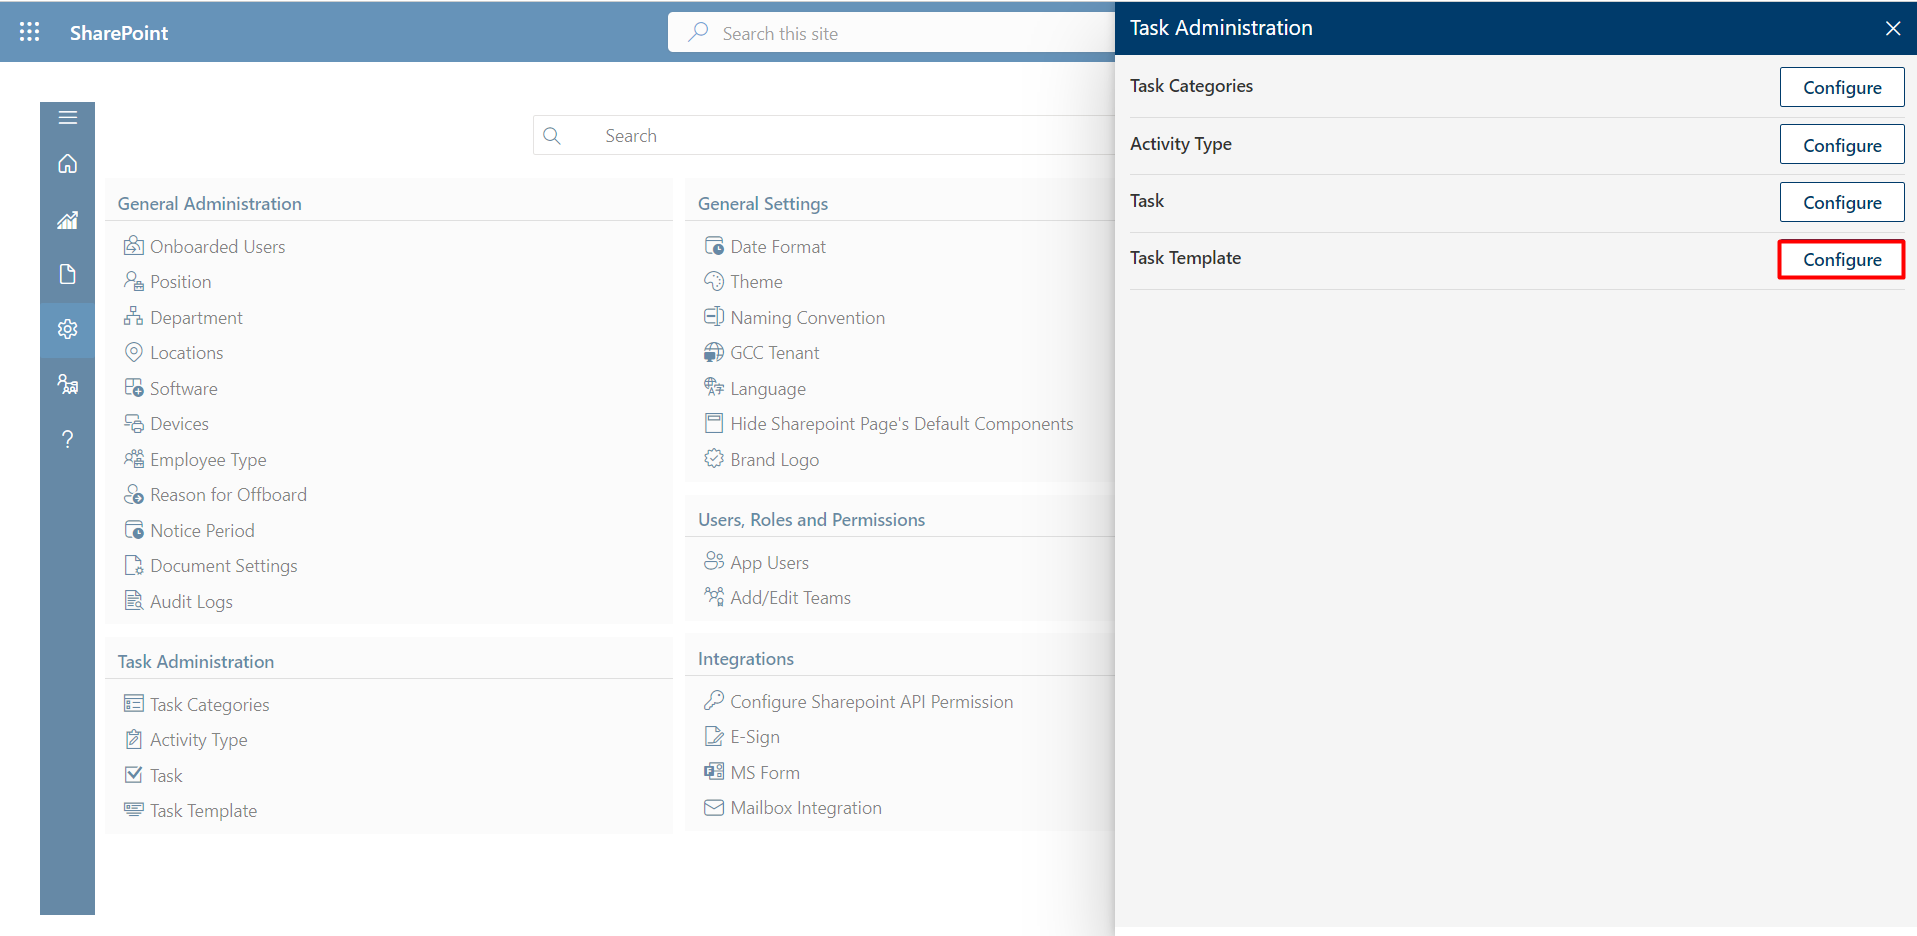 SharePoint
Search this site
Search
General Administration
Onboarded Users
Position
Department
Locations
Software
Devices
Employee Type
Reason for Offboard
Notice Period
Document Settings
Audit Logs
Task Administration
Task Categories
Activity Type
Task
Task Template
General Settings
Date Format
Theme
Naming Convention
GCC Tenant
Language
Hide Sharepoint Page's Default Components
Brand Logo
Users, Roles and Permissions
App Users
Add/Edit Teams
Integrations
Configure Sharepoint API Permission
E-Sign
MS Form
Mailbox Integration
Task Administration
Task Categories Configure
Activity Type Configure
Task Configure
Task Template Configure